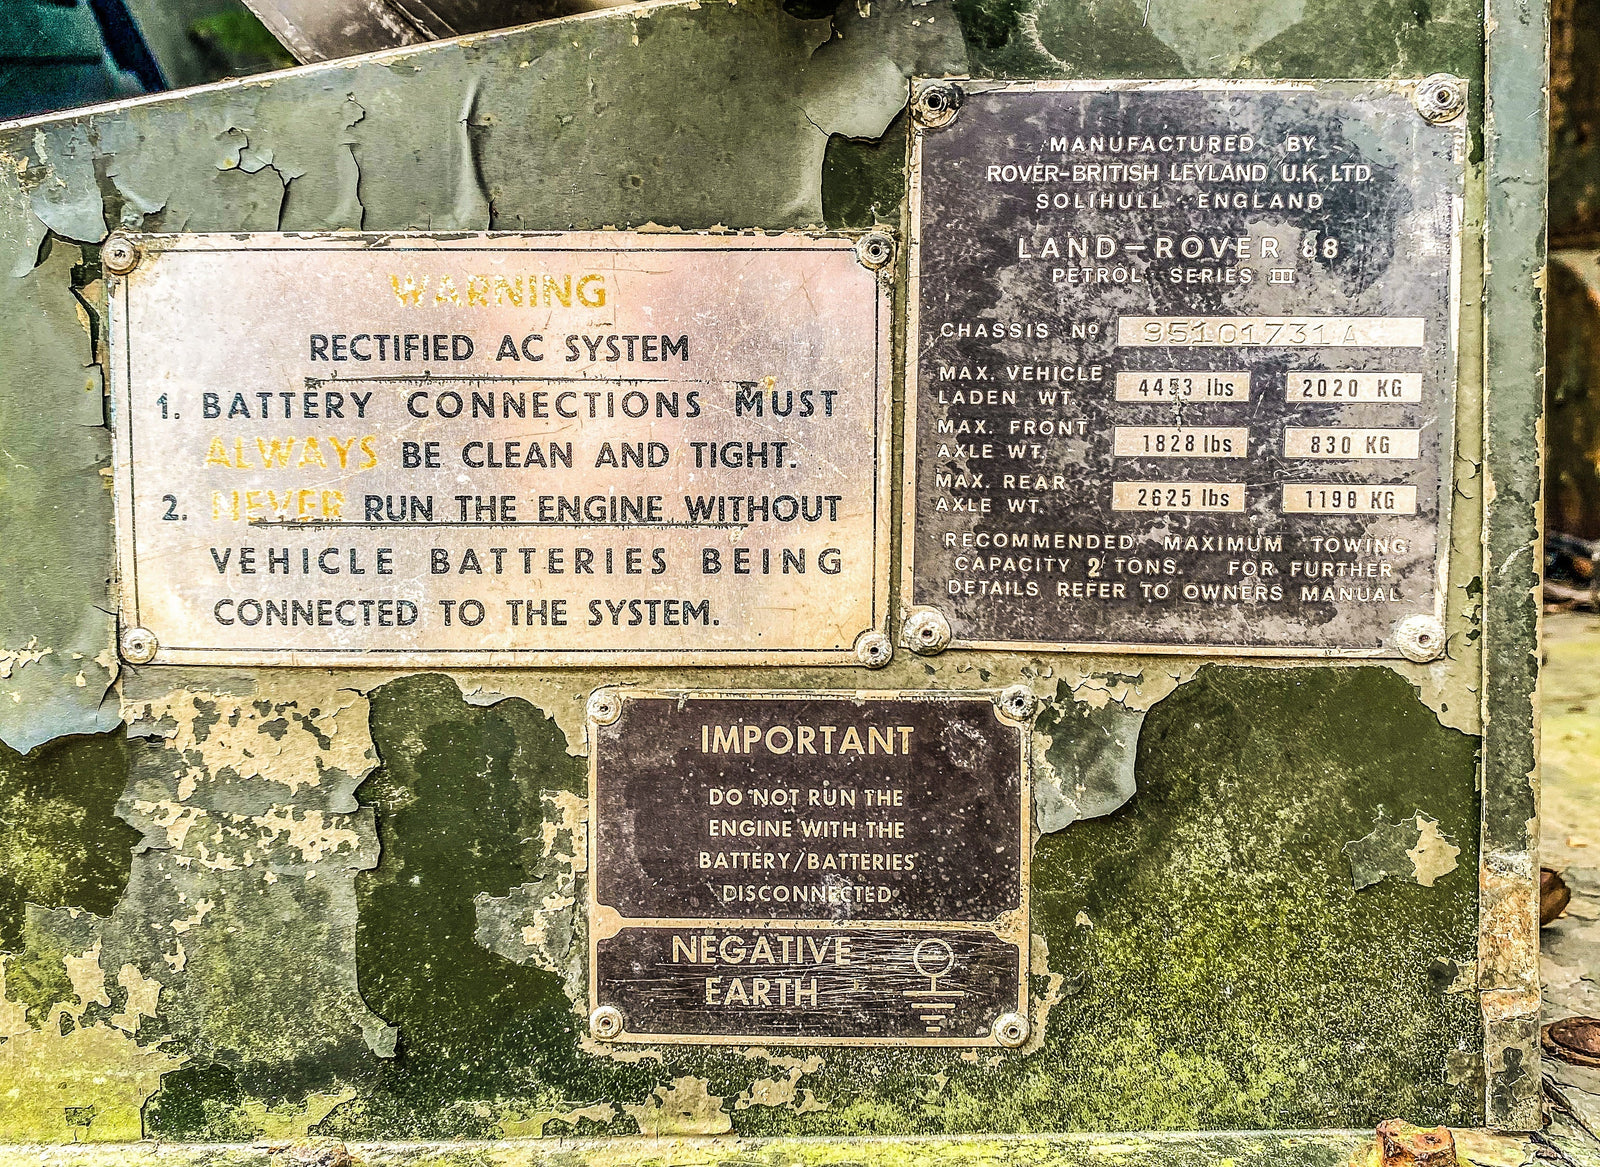 WARNING
RECTIFIED AC SYSTEM
1. BATTERY CONNECTIONS MUST
ALWAYS BE CLEAN AND TIGHT.
2. NEVER RUN THE ENGINE WITHOUT
VEHICLE BATTERIES BEING
CONNECTED TO THE SYSTEM.
MANUFACTURED BY
ROVER-BRITISH LEYLAND U.K. LTD.
SOLIHULL ENGLAND
LAND-ROVER 88
PETROL SERIES III
CHASSIS Nº 95101731A
MAX. VEHICLE
LADEN WT. 4453 lbs 2020 KG
MAX. FRONT
AXLE WT. 1828 lbs 830 KG
MAX. REAR
AXLE WT. 2625 lbs 1198 KG
RECOMMENDED MAXIMUM TOWING
CAPACITY 2 TONS. FOR FURTHER
DETAILS REFER TO OWNERS MANUAL
IMPORTANT
DO NOT RUN THE
ENGINE WITH THE
BATTERY/BATTERIES
DISCONNECTED
NEGATIVE
EARTH